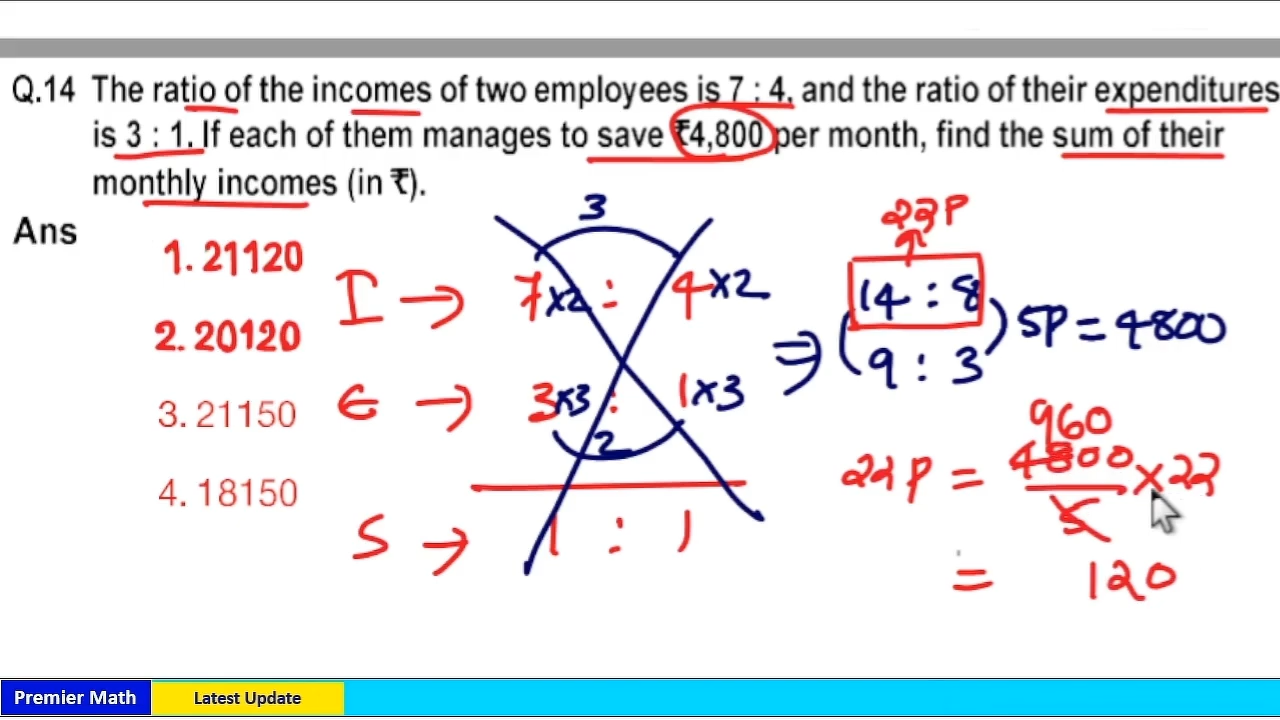 Q.14 The ratio of the incomes of two employees is 7 : 4, and the ratio of their expenditures
is 3 : 1. If each of them manages to save ₹4,800 per month, find the sum of their
monthly incomes (in ₹).
Ans
1. 21120
2. 20120
3. 21150
4. 18150
3
I → 7×2 : 4×2
E → 3×3 : 1×3
2
S → 1 : 1
22P
⇒ (14 : 8
9 : 3) 5P = 4800
960
22P = 4800/5 × 22
= 120
Premier Math
Latest Update